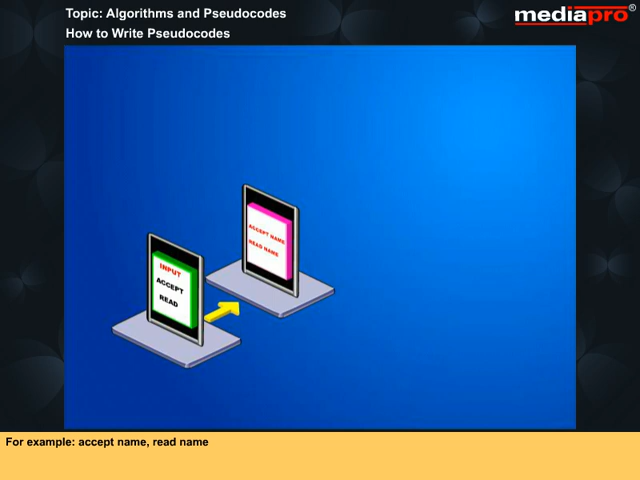 Topic: Algorithms and Pseudocodes
How to Write Pseudocodes
mediapro®
ACCEPT NAME
READ NAME
INPUT
ACCEPT
READ
For example: accept name, read name